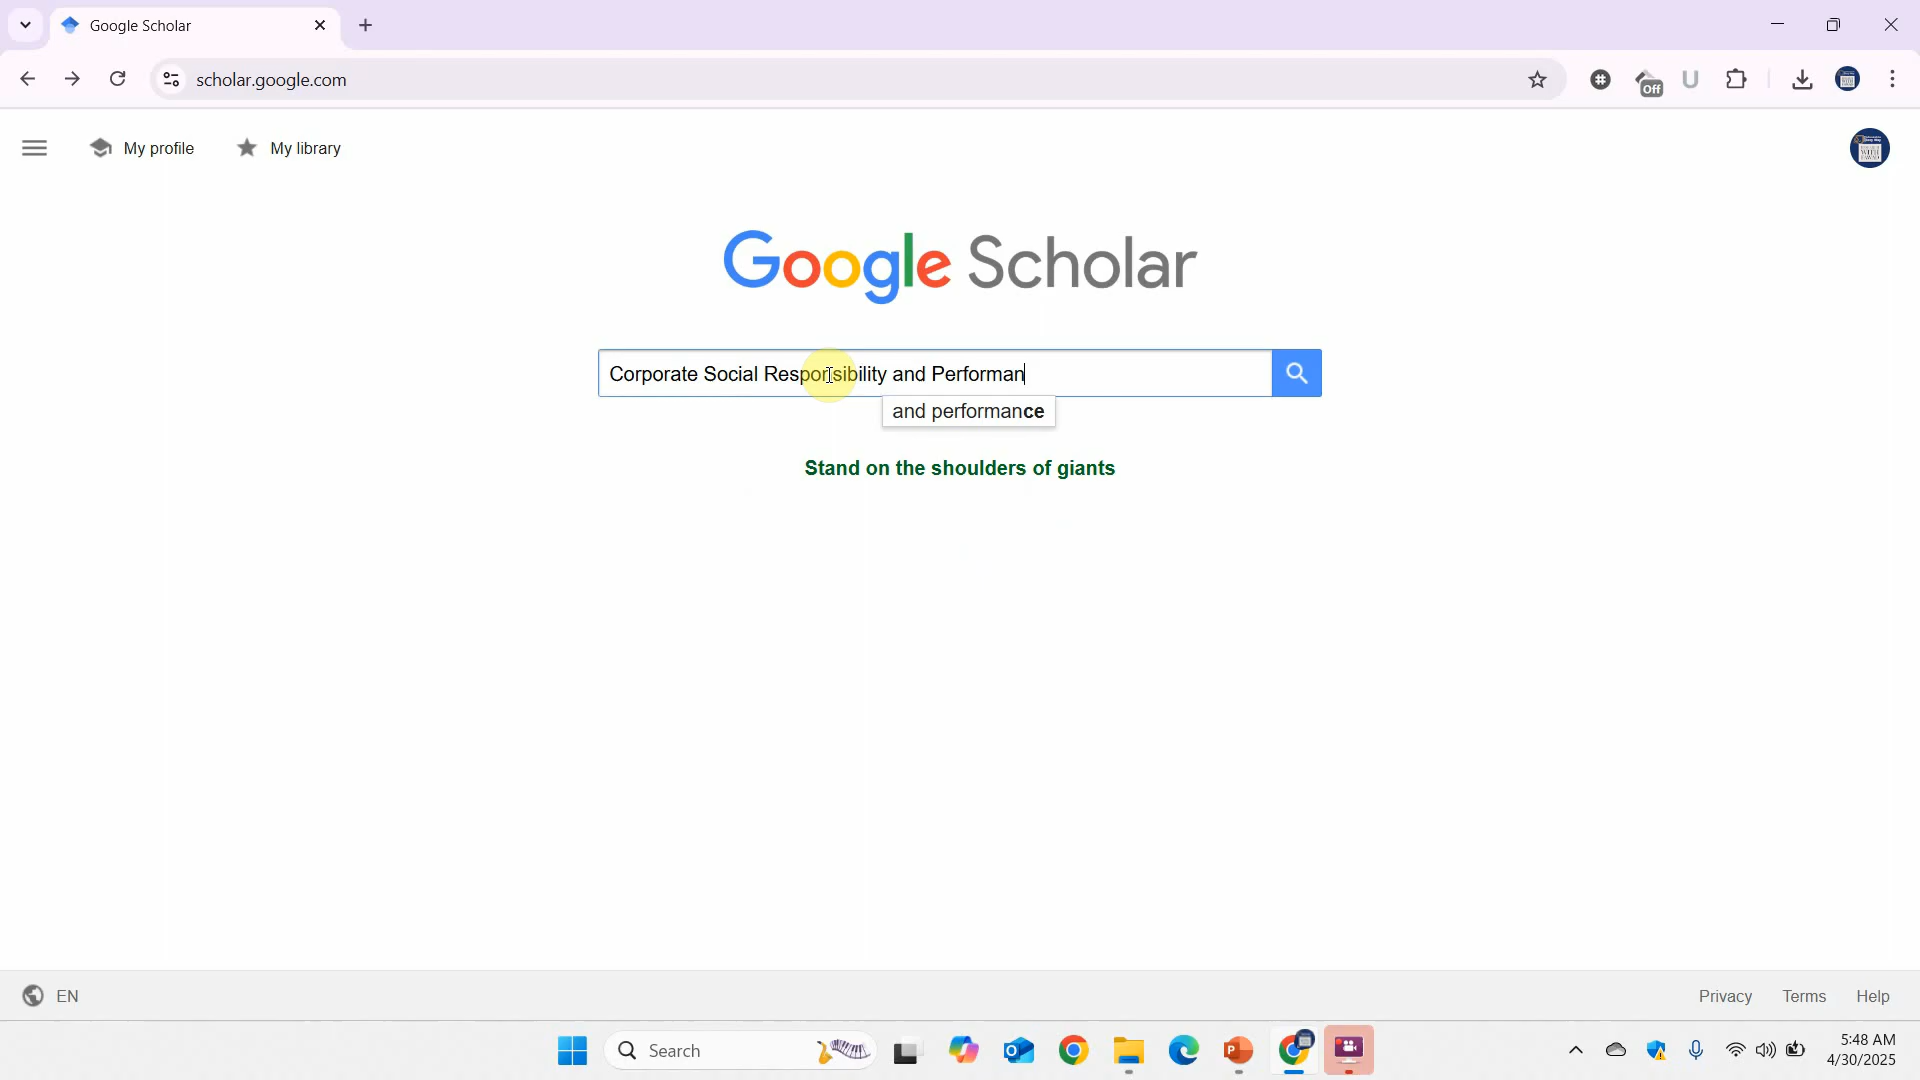 Google Scholar
scholar.google.com
Off
U
My profile
My library
Google Scholar
Corporate Social Responsibility and Performan
and performance
Stand on the shoulders of giants
EN
Privacy
Terms
Help
Search
5:48 AM
4/30/2025